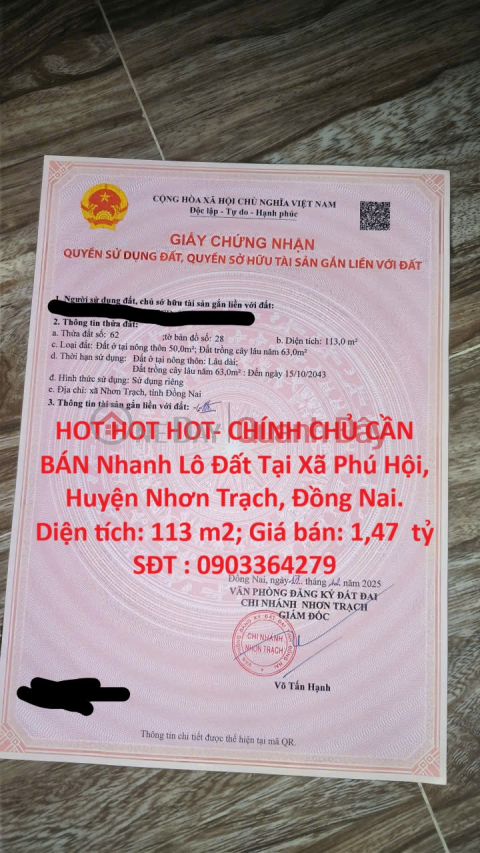 CỘNG HÒA XÃ HỘI CHỦ NGHĨA VIỆT NAM
Độc lập - Tự do - Hạnh phúc
GIẤY CHỨNG NHẬN
QUYỀN SỬ DỤNG ĐẤT, QUYỀN SỞ HỮU TÀI SẢN GẮN LIỀN VỚI ĐẤT
1. Người sử dụng đất, chủ sở hữu tài sản gắn liền với đất:
2. Thông tin thửa đất:
a. Thửa đất số: 62 ;tờ bản đồ số: 28 b. Diện tích: 113,0 m²
c. Loại đất: Đất ở tại nông thôn 50,0m²; Đất trồng cây lâu năm 63,0m²
d. Thời hạn sử dụng: Đất ở tại nông thôn: Lâu dài;
Đất trồng cây lâu năm 63,0m² : Đến ngày 15/10/2043
đ. Hình thức sử dụng: Sử dụng riêng
e. Địa chỉ: xã Nhơn Trạch, tỉnh Đồng Nai
3. Thông tin tài sản gắn liền với đất:
HOT HOT HOT- CHÍNH CHỦ CẦN
BÁN Nhanh Lô Đất Tại Xã Phú Hội,
Huyện Nhơn Trạch, Đồng Nai.
Diện tích: 113 m2; Giá bán: 1,47 tỷ
SĐT : 0903364279
Đồng Nai, ngày tháng năm 2025
VĂN PHÒNG ĐĂNG KÝ ĐẤT ĐAI
CHI NHÁNH NHƠN TRẠCH
GIÁM ĐỐC
CHI NHÁNH
NHƠN TRẠCH
Võ Tấn Hạnh
Thông tin chi tiết được thể hiện tại mã QR.